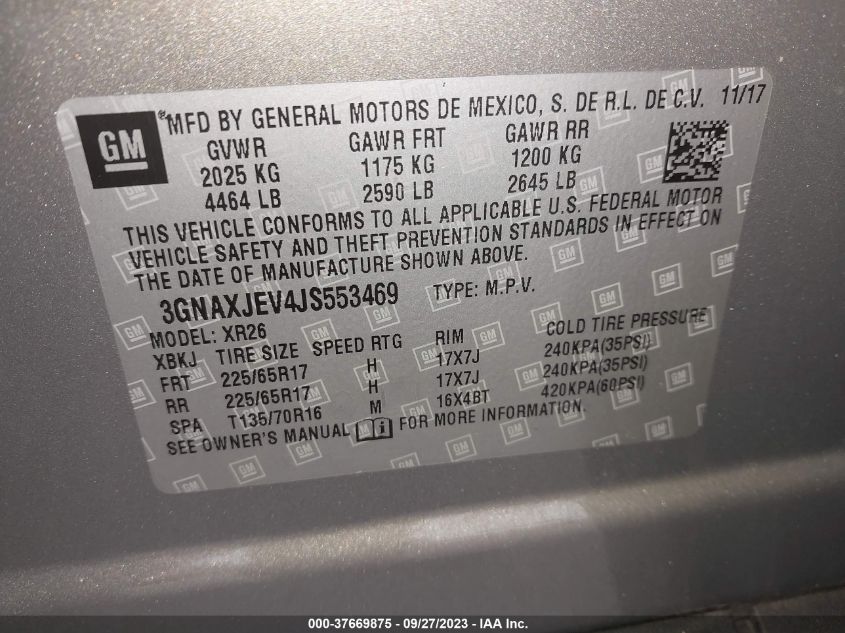 GM
®MFD BY GENERAL MOTORS DE MEXICO, S. DE R.L. DE C.V. 11/17
GVWR GAWR FRT GAWR RR
2025 KG 1175 KG 1200 KG
4464 LB 2590 LB 2645 LB
THIS VEHICLE CONFORMS TO ALL APPLICABLE U.S. FEDERAL MOTOR
VEHICLE SAFETY AND THEFT PREVENTION STANDARDS IN EFFECT ON
THE DATE OF MANUFACTURE SHOWN ABOVE.
3GNAXJEV4JS553469 TYPE: M.P.V.
MODEL: XR26
XBKJ TIRE SIZE SPEED RTG RIM COLD TIRE PRESSURE
FRT 225/65R17 H 17X7J 240KPA(35PSI)
RR 225/65R17 H 17X7J 240KPA(35PSI)
SPA T135/70R16 M 16X4BT 420KPA(60PSI)
SEE OWNER'S MANUAL FOR MORE INFORMATION.
000-37669875 - 09/27/2023 - IAA Inc.